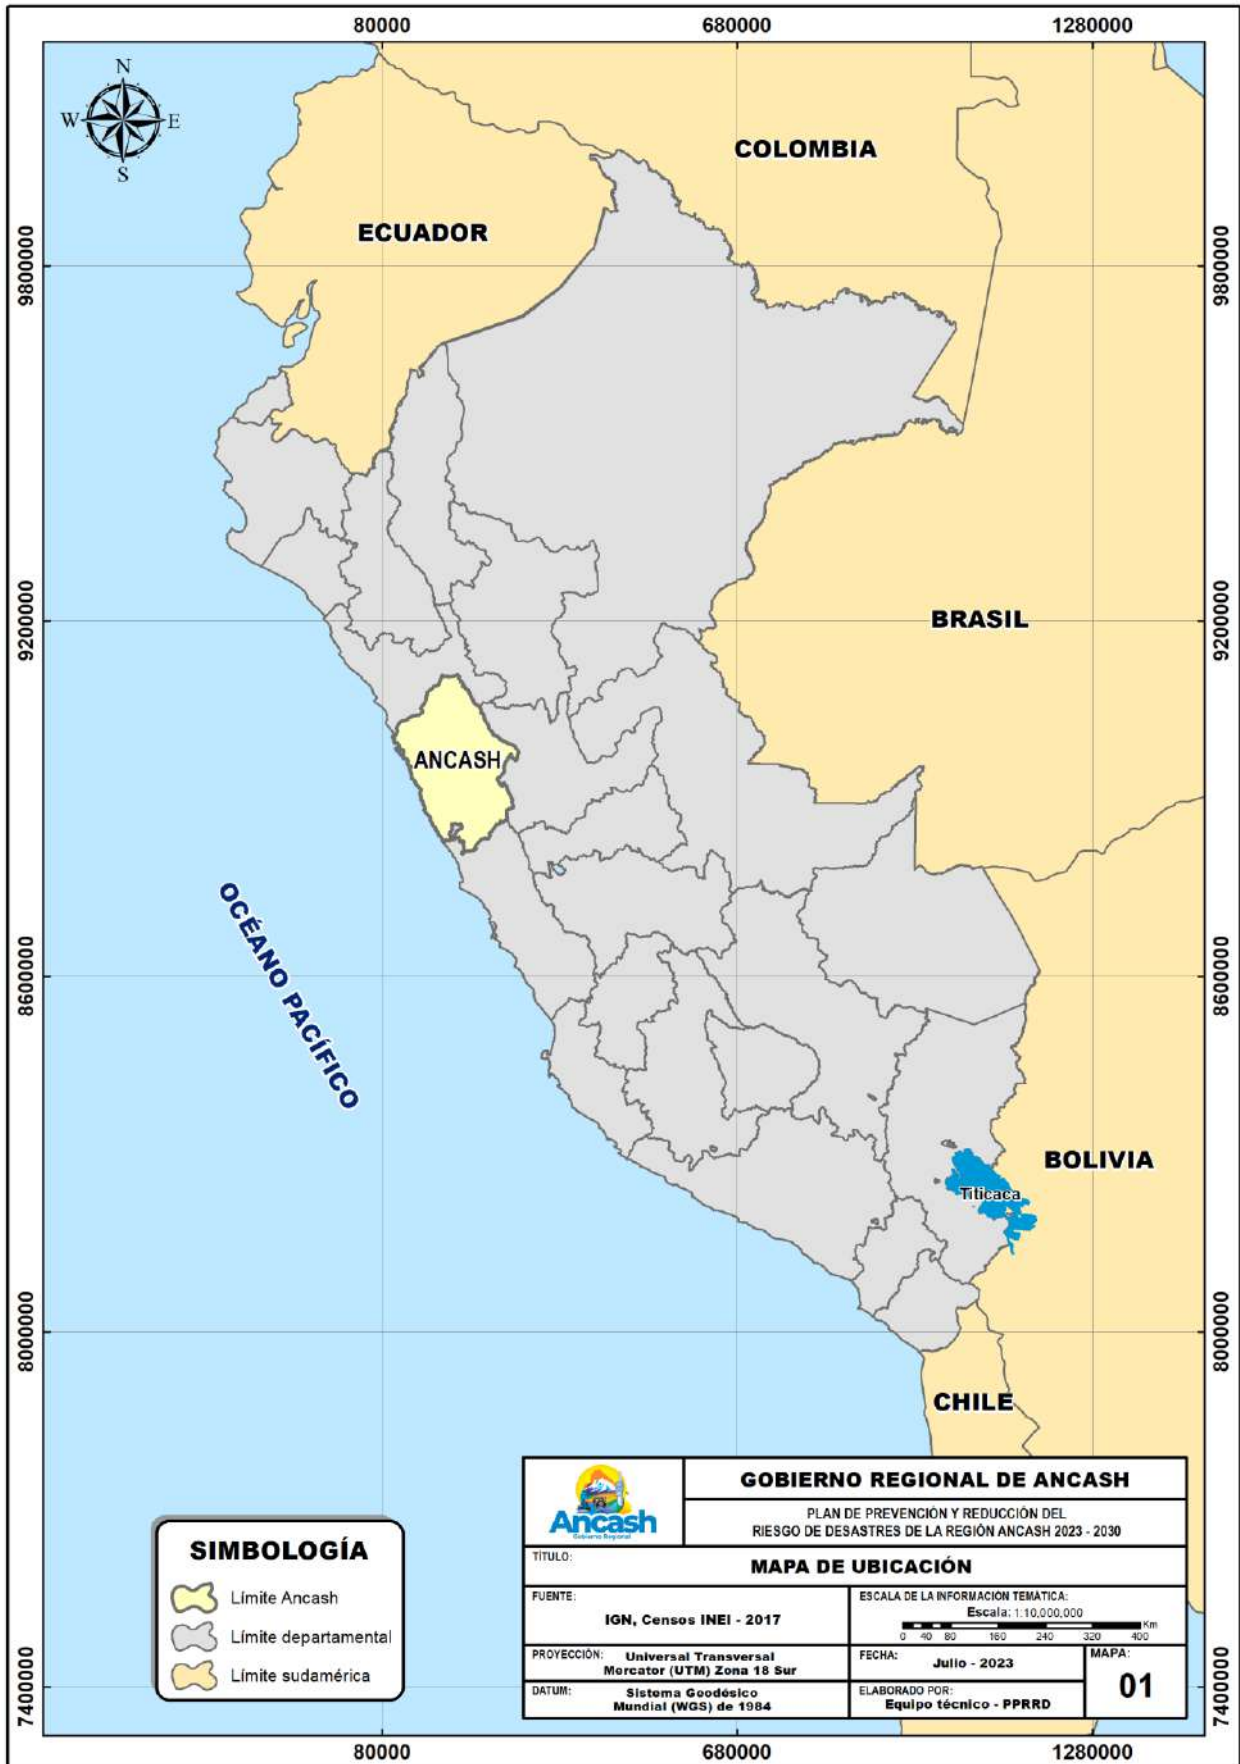 80000 680000 1280000
N
W E
S
COLOMBIA
ECUADOR
9800000 9800000
BRASIL
9200000 9200000
ANCASH
OCÉANO PACÍFICO
8600000 8600000
BOLIVIA
Titicaca
8000000 8000000
CHILE
SIMBOLOGÍA
Límite Ancash
Límite departamental
Límite sudamérica
Ancash
Gobierno Regional
GOBIERNO REGIONAL DE ANCASH
PLAN DE PREVENCIÓN Y REDUCCIÓN DEL
RIESGO DE DESASTRES DE LA REGIÓN ANCASH 2023 - 2030
TÍTULO:
MAPA DE UBICACIÓN
FUENTE:
IGN, Censos INEI - 2017
ESCALA DE LA INFORMACIÓN TEMÁTICA:
Escala: 1:10,000,000
0 40 80 160 240 320 400 Km
PROYECCIÓN: Universal Transversal
Mercator (UTM) Zona 18 Sur
FECHA: Julio - 2023
MAPA:
01
DATUM: Sistema Geodésico
Mundial (WGS) de 1984
ELABORADO POR:
Equipo técnico - PPRRD
7400000 7400000
80000 680000 1280000